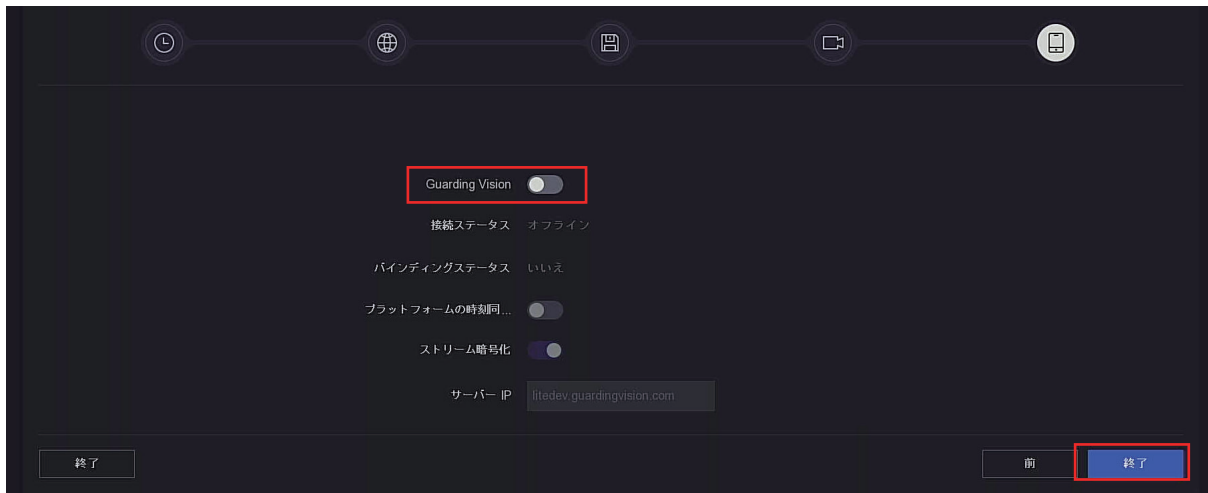 Guarding Vision
接続ステータス オフライン
バインディングステータス いいえ
プラットフォームの時刻同...
ストリーム暗号化
サーバー IP litedev.guardingvision.com
終了 前 終了